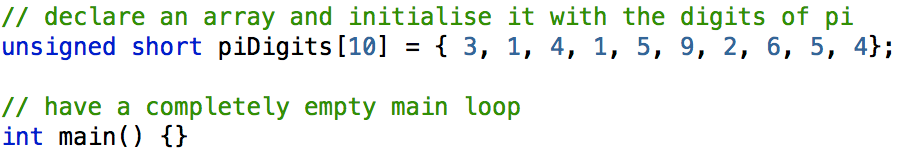 // declare an array and initialise it with the digits of pi
unsigned short piDigits[10] = { 3, 1, 4, 1, 5, 9, 2, 6, 5, 4};
// have a completely empty main loop
int main() {}